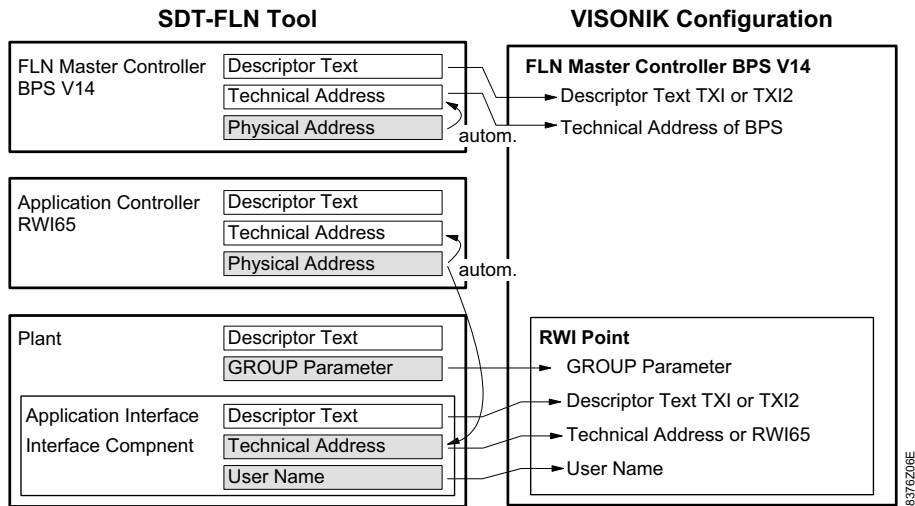 SDT-FLN Tool
VISONIK Configuration
FLN Master Controller
BPS V14
Descriptor Text
Technical Address
Physical Address
autom.
FLN Master Controller BPS V14
Descriptor Text TXI or TXI2
Technical Address of BPS
Application Controller
RWI65
Descriptor Text
Technical Address
Physical Address
autom.
Plant
Descriptor Text
GROUP Parameter
Application Interface
Interface Compnent
Descriptor Text
Technical Address
User Name
RWI Point
GROUP Parameter
Descriptor Text TXI or TXI2
Technical Address or RWI65
User Name
8376Z06E